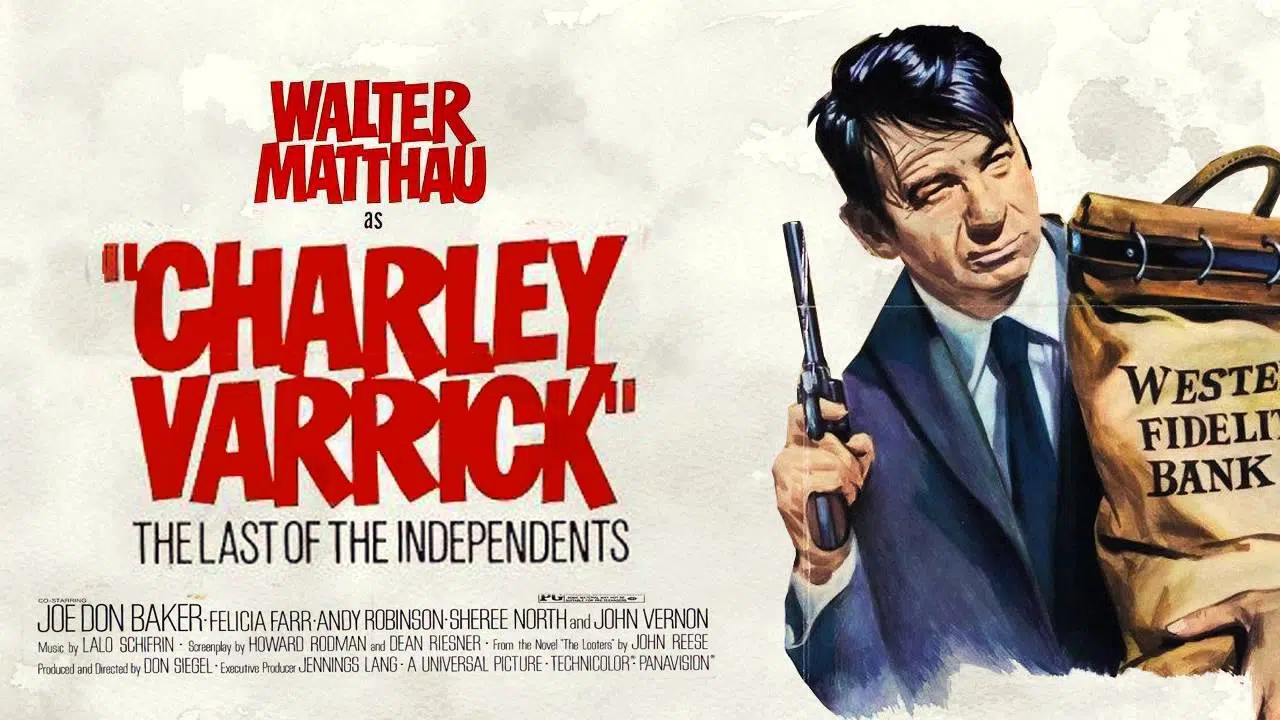 WALTER
MATTHAU
as
"CHARLEY
VARRICK"
THE LAST OF THE INDEPENDENTS
CO-STARRING
PG
JOE DON BAKER · FELICIA FARR · ANDY ROBINSON · SHEREE NORTH and JOHN VERNON
Music by LALO SCHIFRIN · Screenplay by HOWARD RODMAN and DEAN RIESNER · From the Novel "The Looters" by JOHN REESE
Produced and Directed by DON SIEGEL · Executive Producer JENNINGS LANG · A UNIVERSAL PICTURE · TECHNICOLOR® PANAVISION®
WESTE
FIDELIT
BANK